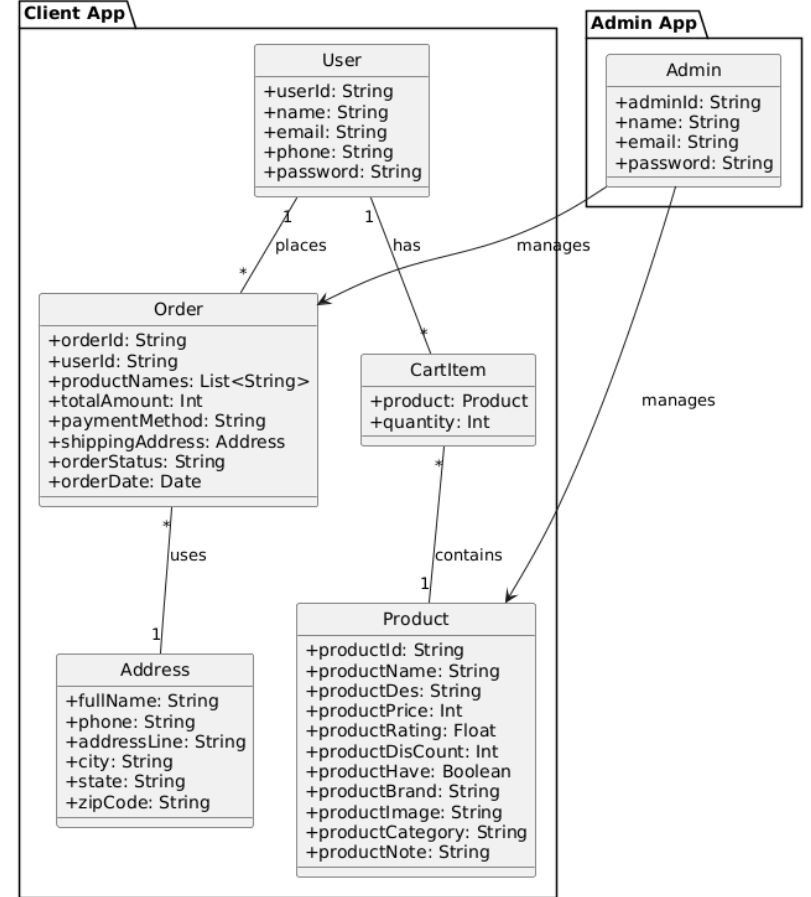 Client App
Admin App
User
+userId: String
+name: String
+email: String
+phone: String
+password: String
Admin
+adminId: String
+name: String
+email: String
+password: String
1
1
places
has
manages
*
*
Order
+orderId: String
+userId: String
+productNames: List<String>
+totalAmount: Int
+paymentMethod: String
+shippingAddress: Address
+orderStatus: String
+orderDate: Date
CartItem
+product: Product
+quantity: Int
manages
*
*
uses
contains
1
1
Address
+fullName: String
+phone: String
+addressLine: String
+city: String
+state: String
+zipCode: String
Product
+productId: String
+productName: String
+productDes: String
+productPrice: Int
+productRating: Float
+productDisCount: Int
+productHave: Boolean
+productBrand: String
+productImage: String
+productCategory: String
+productNote: String